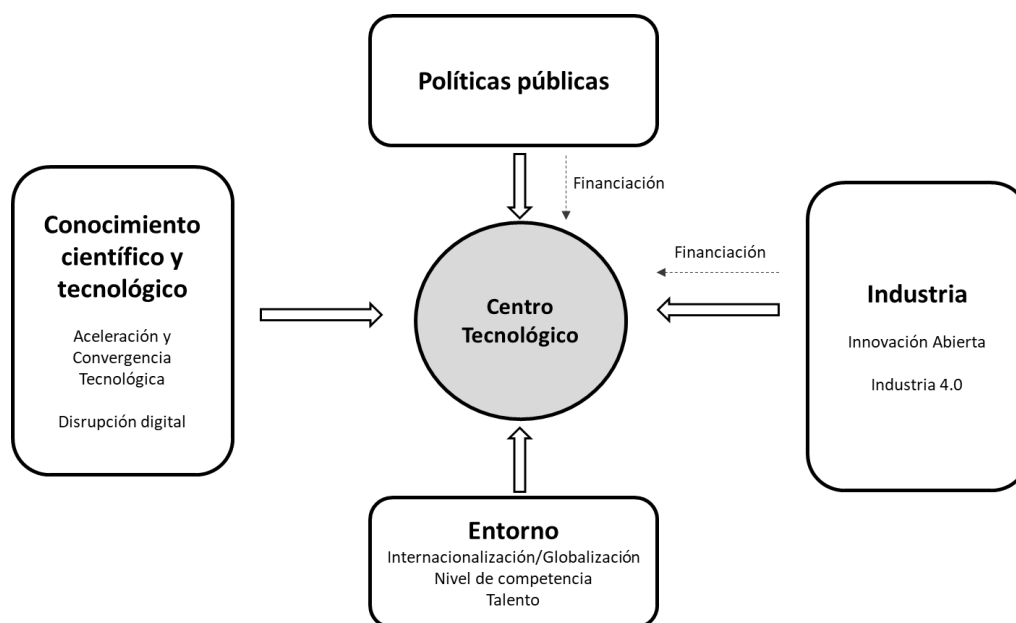 Políticas públicas
Financiación
Conocimiento
científico y
tecnológico
Aceleración y
Convergencia
Tecnológica
Disrupción digital
Centro
Tecnológico
Financiación
Industria
Innovación Abierta
Industria 4.0
Entorno
Internacionalización/Globalización
Nivel de competencia
Talento